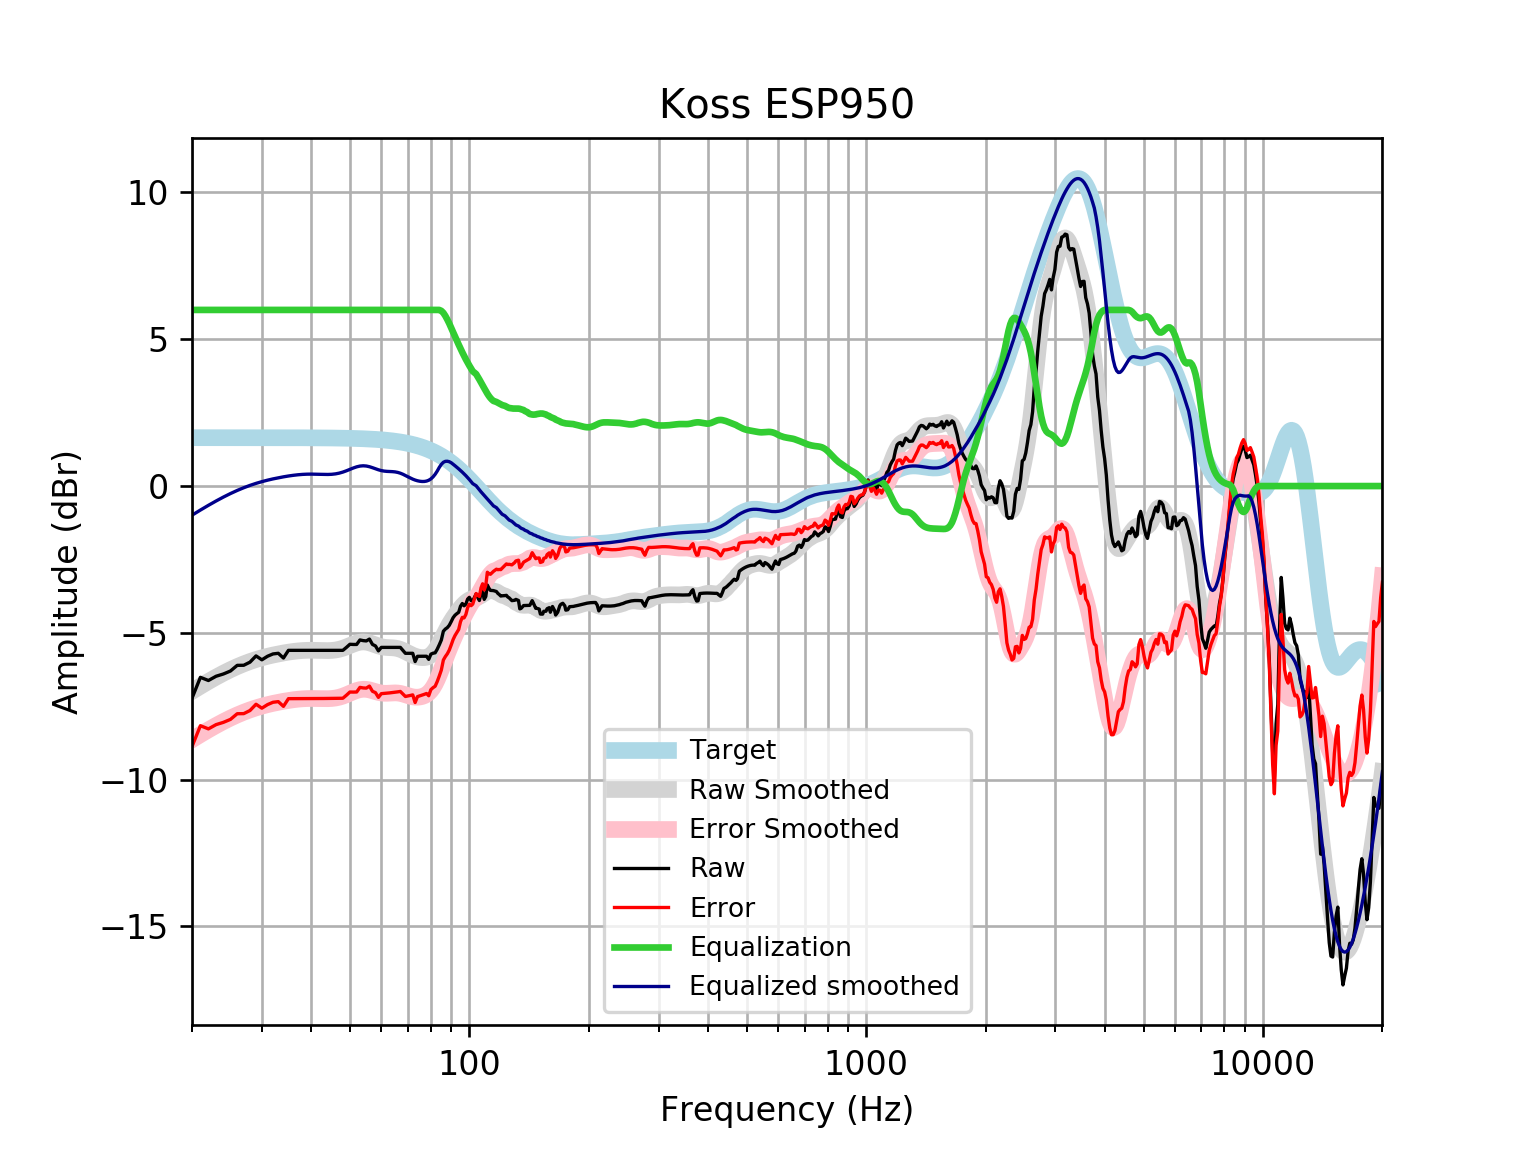 Koss ESP950
10
5
0
−5
−10
−15
Amplitude (dBr)
Target
Raw Smoothed
Error Smoothed
Raw
Error
Equalization
Equalized smoothed
100
1000
10000
Frequency (Hz)